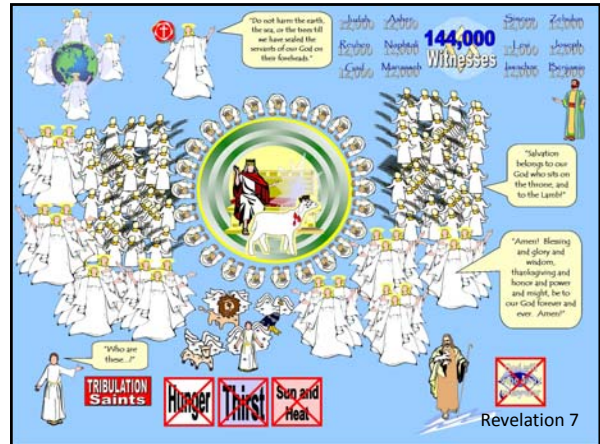 "Do not harm the earth,
the sea, or the trees till
we have sealed the
servants of our God on
their foreheads."
Judah Asher
12,000 12,000
Reuben Naphtali
12,000 12,000
Gad Manasseh
12,000 12,000
144,000
Witnesses
Simeon Zebulun
12,000 12,000
Levi Joseph
12,000 12,000
Issachar Benjamin
12,000 12,000
"Salvation
belongs to our
God who sits on
the throne, and
to the Lamb!"
"Amen! Blessing
and glory and
wisdom,
thanksgiving and
honor and power
and might, be to
our God forever and
ever. Amen!"
"Who are
these...?"
TRIBULATION
Saints
Hunger
Thirst
Sun and
Heat
Revelation 7